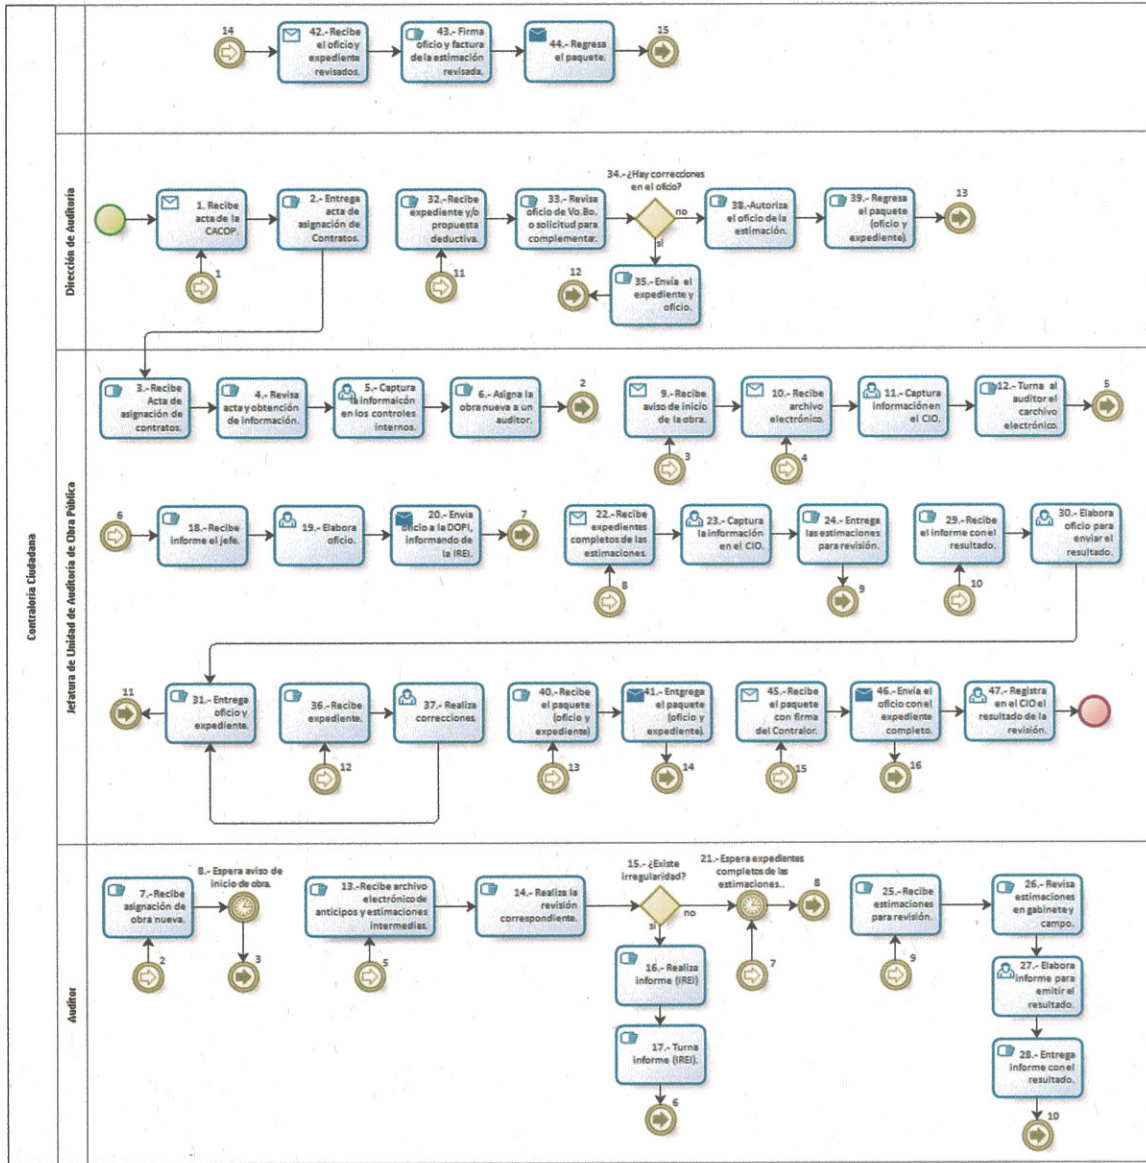 Contraloría Ciudadana
14
42.- Recibe
el oficio y
expediente
revisados.
43.- Firma
oficio y factura
de la estimación
revisada.
44.- Regresa
el paquete.
15
Dirección de Auditoría
1. Recibe
acta de la
CACOP.
1
2.- Entrega
acta de
asignación de
Contratos.
32.- Recibe
expediente y/o
propuesta
deductiva.
11
33.- Revisa
oficio de Vo.Bo.
o solicitud para
complementar.
34.- ¿Hay correcciones
en el oficio?
no
si
35.- Envía el
expediente y
oficio.
12
38.-Autoriza
el oficio de la
estimación.
39.- Regresa
el paquete
(oficio y
expediente).
13
Jefatura de Unidad de Auditoría de Obra Pública
3.- Recibe
Acta de
asignación de
contratos.
4.- Revisa
acta y obtención
de información.
5.- Captura
la informaicón
en los controles
internos.
6.- Asigna la
obra nueva a un
auditor.
2
9.- Recibe
aviso de inicio
de la obra.
3
10.- Recibe
archivo
electrónico.
4
11.- Captura
información en
el CIO.
12.- Turna al
auditor el
carchivo
electrónico.
5
6
18.- Recibe
informe el jefe.
19.- Elabora
oficio.
20.- Envía
oficio a la DOPI,
informando de
la IREI.
7
22.- Recibe
expedientes
completos de las
estimaciones.
8
23.- Captura
la información
en el CIO.
24.- Entrega
las estimaciones
para revisión.
9
29.- Recibe
el informe con el
resultado.
10
30.- Elabora
oficio para
enviar el
resultado.
11
31.- Entrega
oficio y
expediente.
36.- Recibe
expediente.
12
37.- Realiza
correcciones.
40.- Recibe
el paquete
(oficio y
expediente)
13
41.- Entgrega
el paquete
(oficio y
expediente).
14
45.- Recibe
el paquete
con firma
del Contralor.
15
46.- Envía el
oficio con el
expediente
completo.
16
47.- Registra
en el CIO el
resultado de la
revisión.
Auditor
7.- Recibe
asignación de
obra nueva.
2
8.- Espera aviso de
inicio de obra.
3
13.- Recibe archivo
electrónico de
anticipos y estimaciones
intermedias.
5
14.- Realiza la
revisión
correspondiente.
15.- ¿Existe
irregularidad?
no
si
16.- Realiza
informe (IREI)
17.- Turna
informe (IREI).
6
21.- Espera expedientes
completos de las
estimaciones..
7
8
25.- Recibe
estimaciones
para revisión.
9
26.- Revisa
estimaciones
en gabinete y
campo.
27.- Elabora
informe para
emitir el
resultado.
28.- Entrega
informe con el
resultado.
10